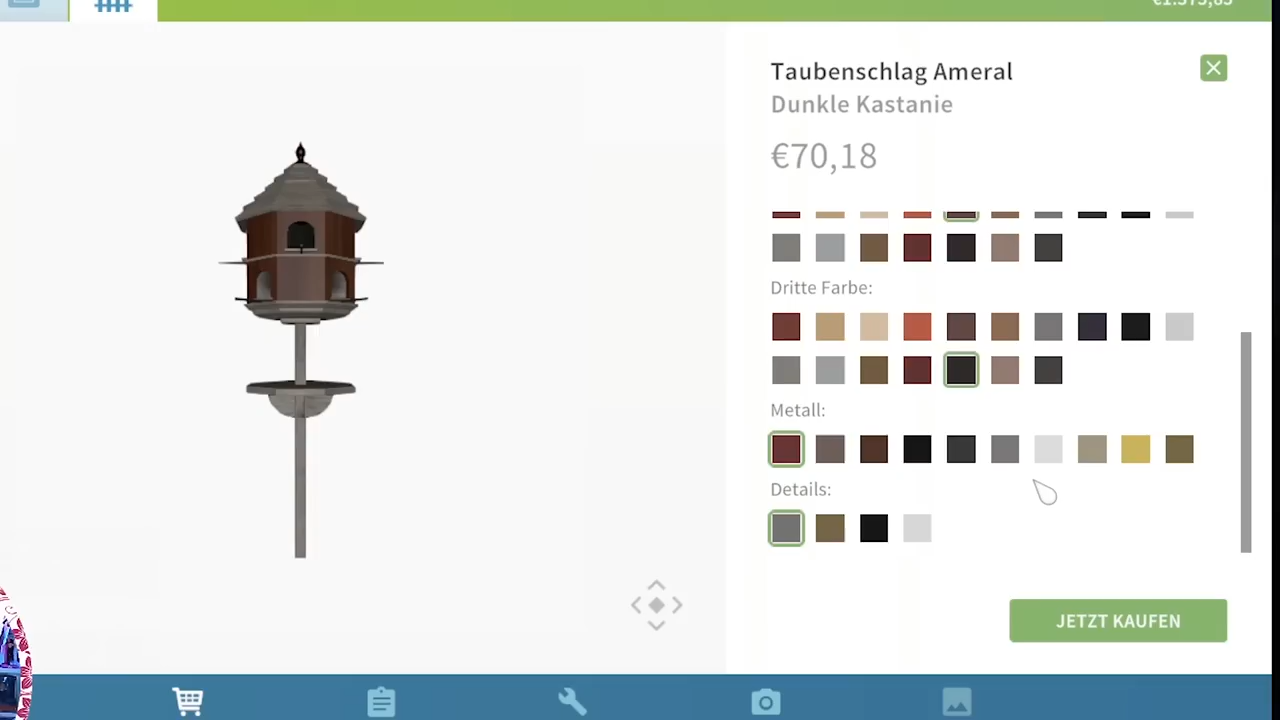 Taubenschlag Ameral
Dunkle Kastanie
€70,18
Dritte Farbe:
Metall:
Details:
JETZT KAUFEN